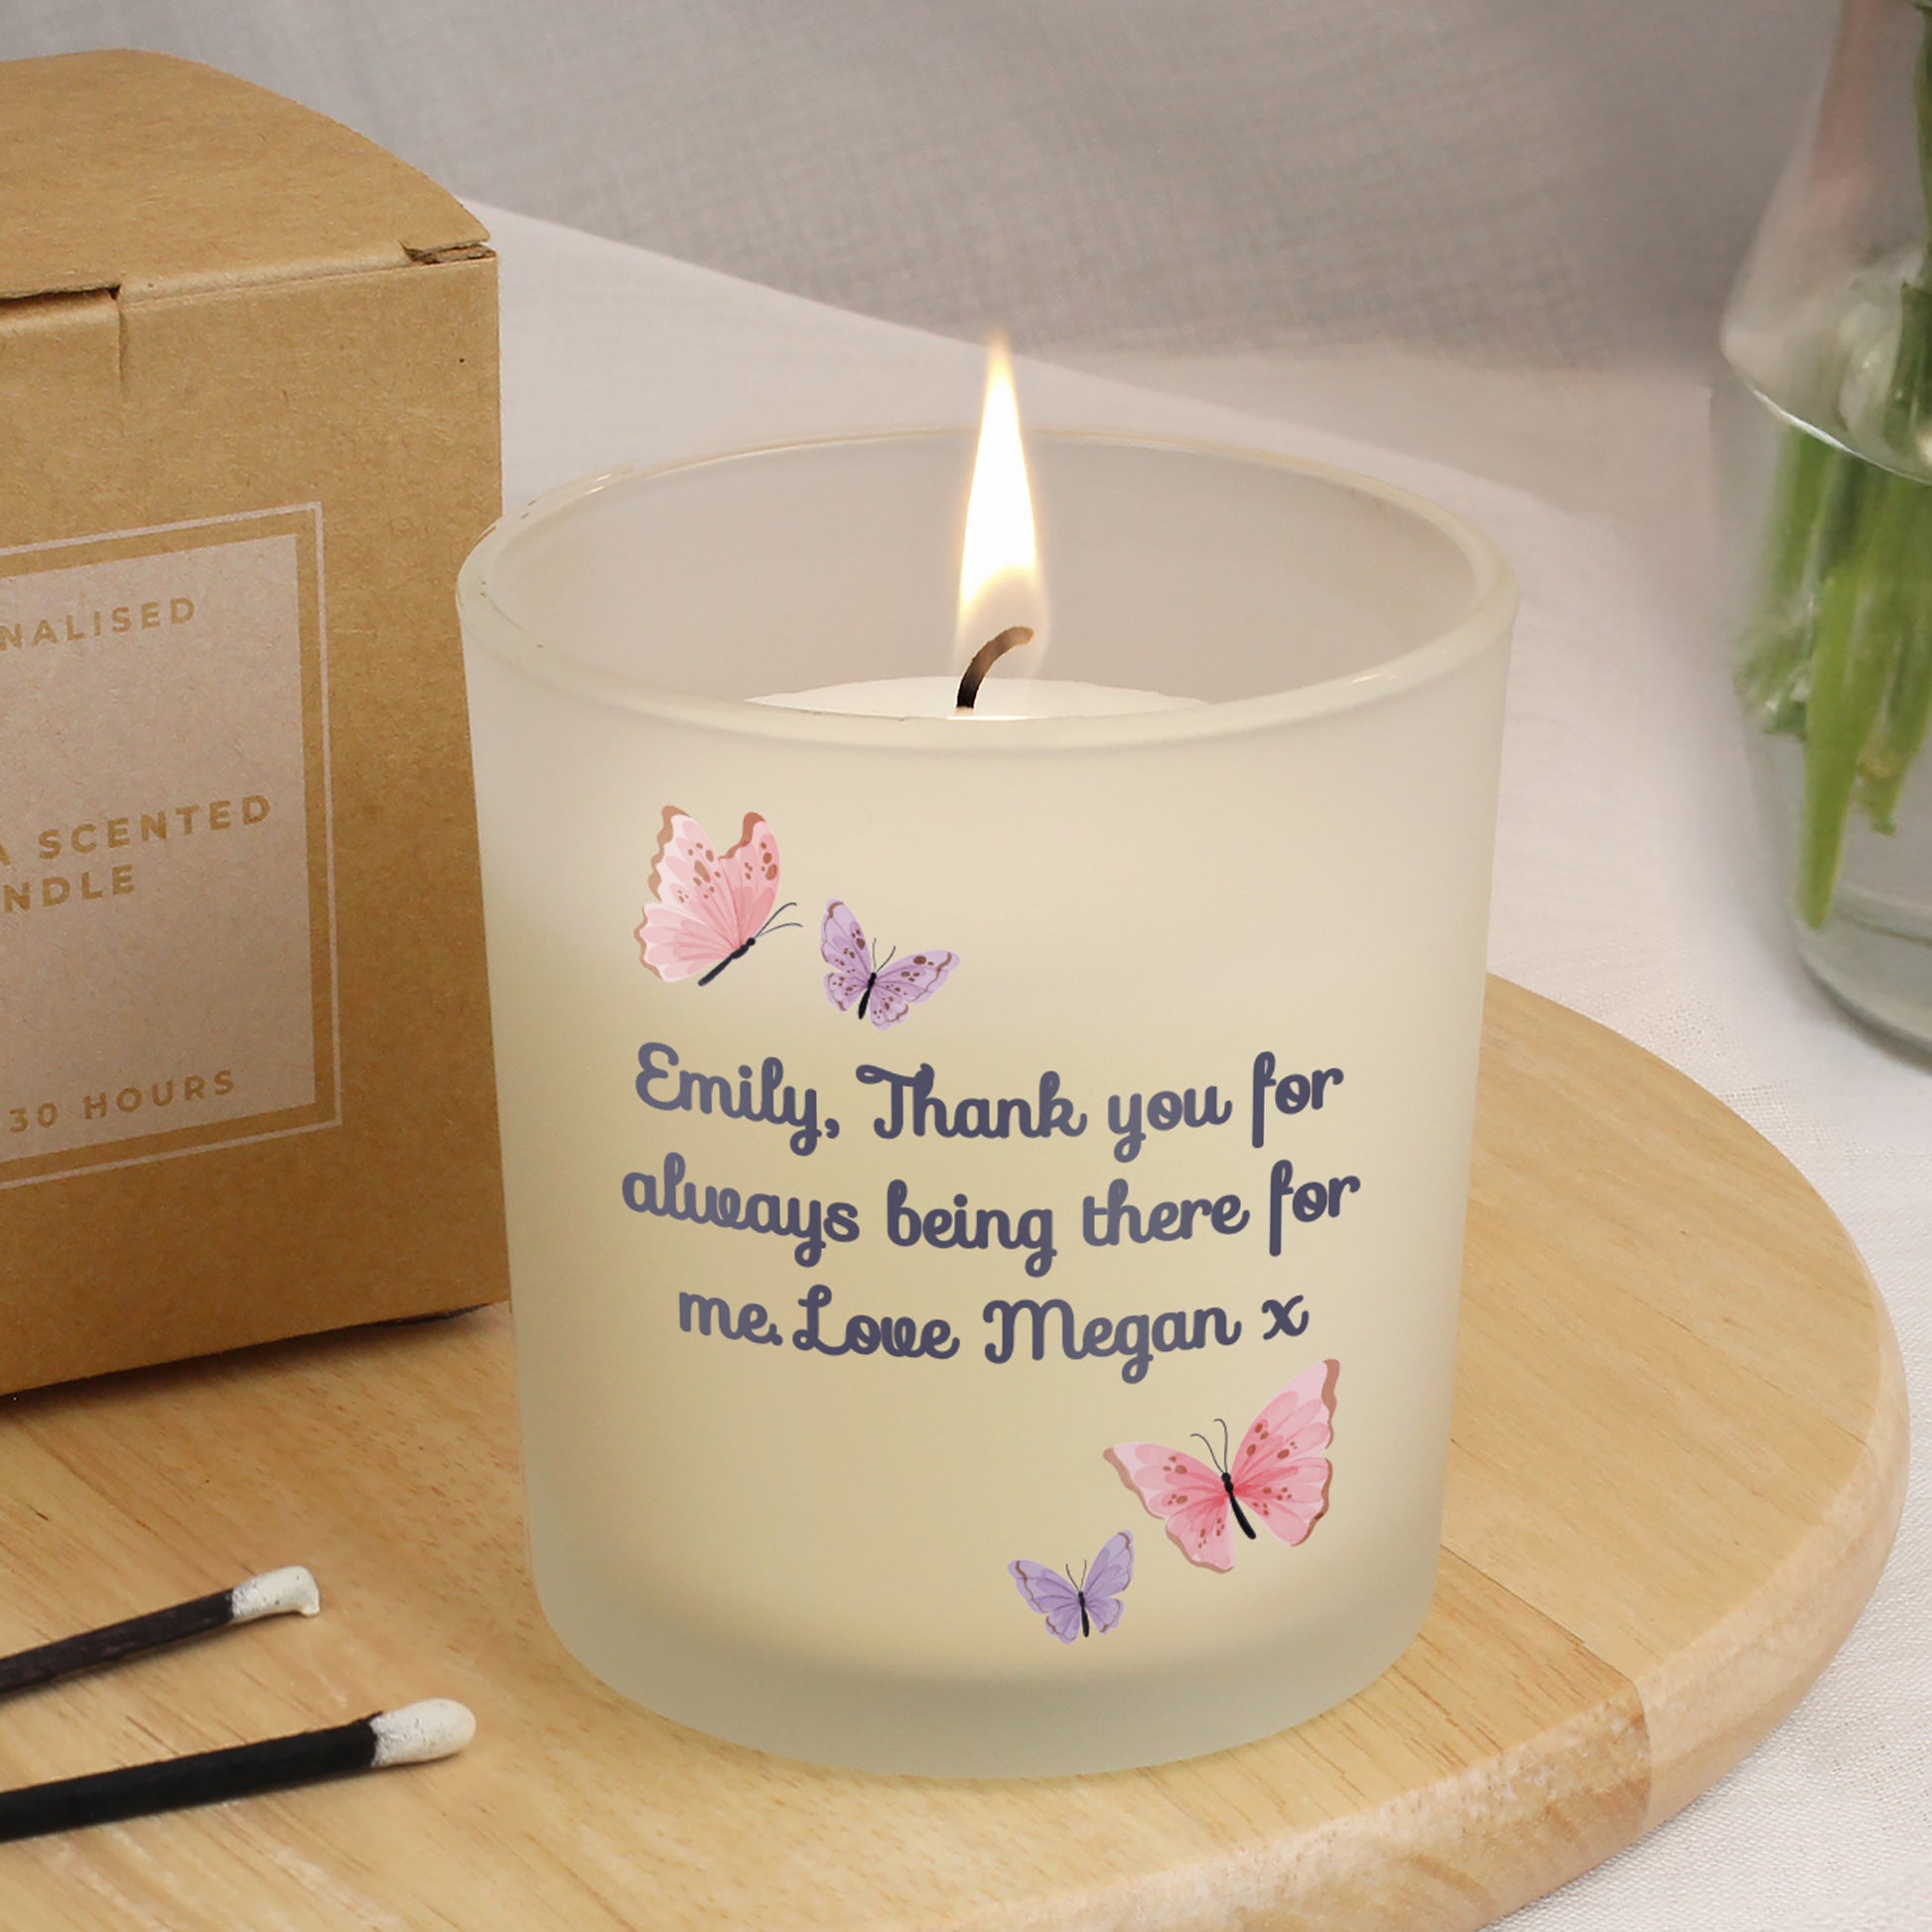 NALISED
A SCENTED
NDLE
30 HOURS
Emily, Thank you for
always being there for
me. Love Megan x